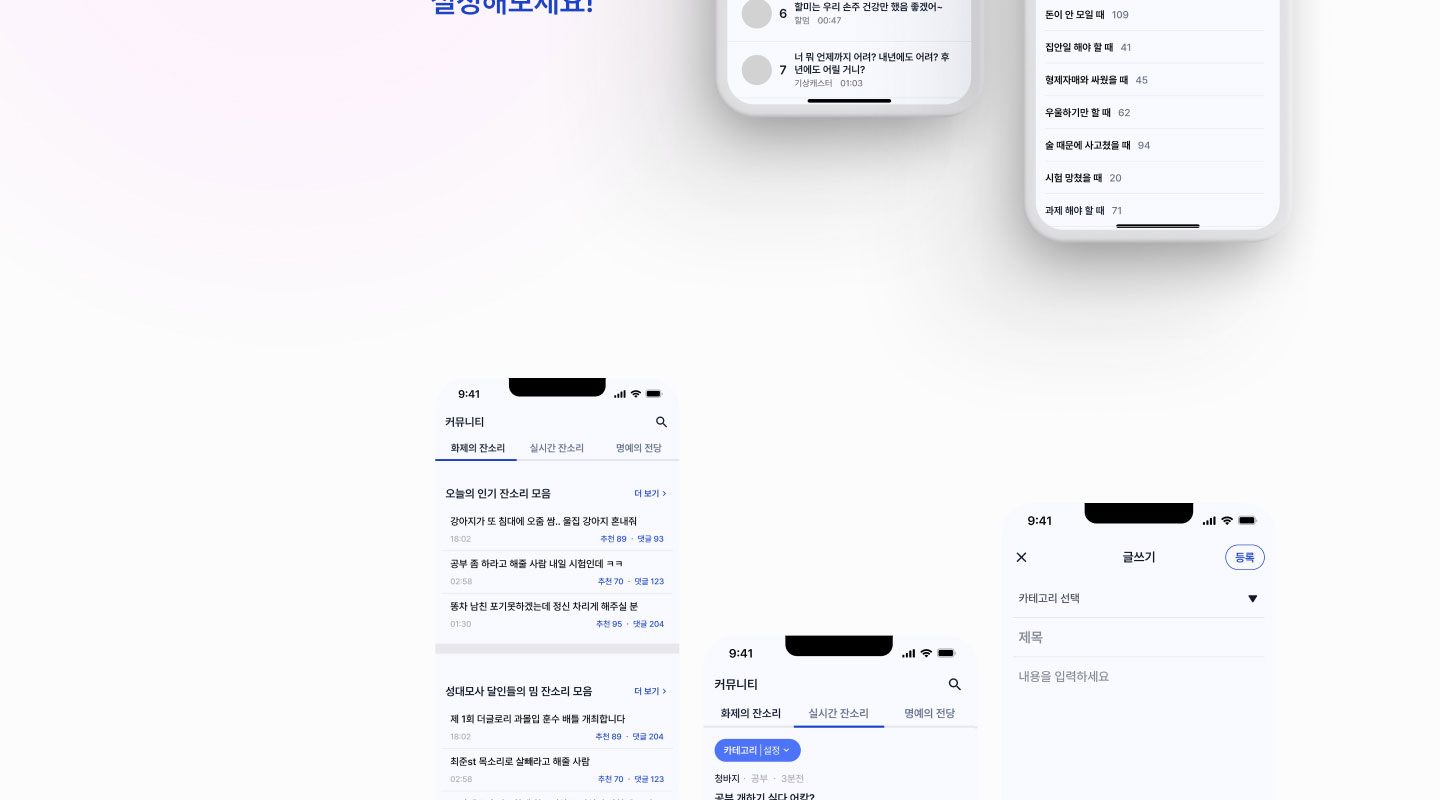 설정해보세요!
6
할미는 우리 손주 건강만 했음 좋겠어~
할멈 00:47
7
너 뭐 언제까지 어려? 내년에도 어려? 후
년에도 어릴 거니?
기상캐스터 01:03
돈이 안 모일 때 109
집안일 해야 할 때 41
형제자매와 싸웠을 때 45
우울하기만 할 때 62
술 때문에 사고쳤을 때 94
시험 망쳤을 때 20
과제 해야 할 때 71
9:41
커뮤니티
화제의 잔소리 실시간 잔소리 명예의 전당
오늘의 인기 잔소리 모음 더 보기 >
강아지가 또 침대에 오줌 쌈.. 울집 강아지 혼내줘
18:02 추천 89 · 댓글 93
공부 좀 하라고 해줄 사람 내일 시험인데 ㅋㅋ
02:58 추천 70 · 댓글 123
똥차 남친 포기못하겠는데 정신 차리게 해주실 분
01:30 추천 95 · 댓글 204
성대모사 달인들의 밈 잔소리 모음 더 보기 >
제 1회 더글로리 과몰입 훈수 배틀 개최합니다
18:02 추천 89 · 댓글 204
최준st 목소리로 살빼라고 해줄 사람
02:58 추천 70 · 댓글 123
9:41
커뮤니티
화제의 잔소리 실시간 잔소리 명예의 전당
카테고리 | 설정
청바지 · 공부 · 3분전
공부 개하기 싫다 어칼?
9:41
글쓰기 등록
카테고리 선택
제목
내용을 입력하세요